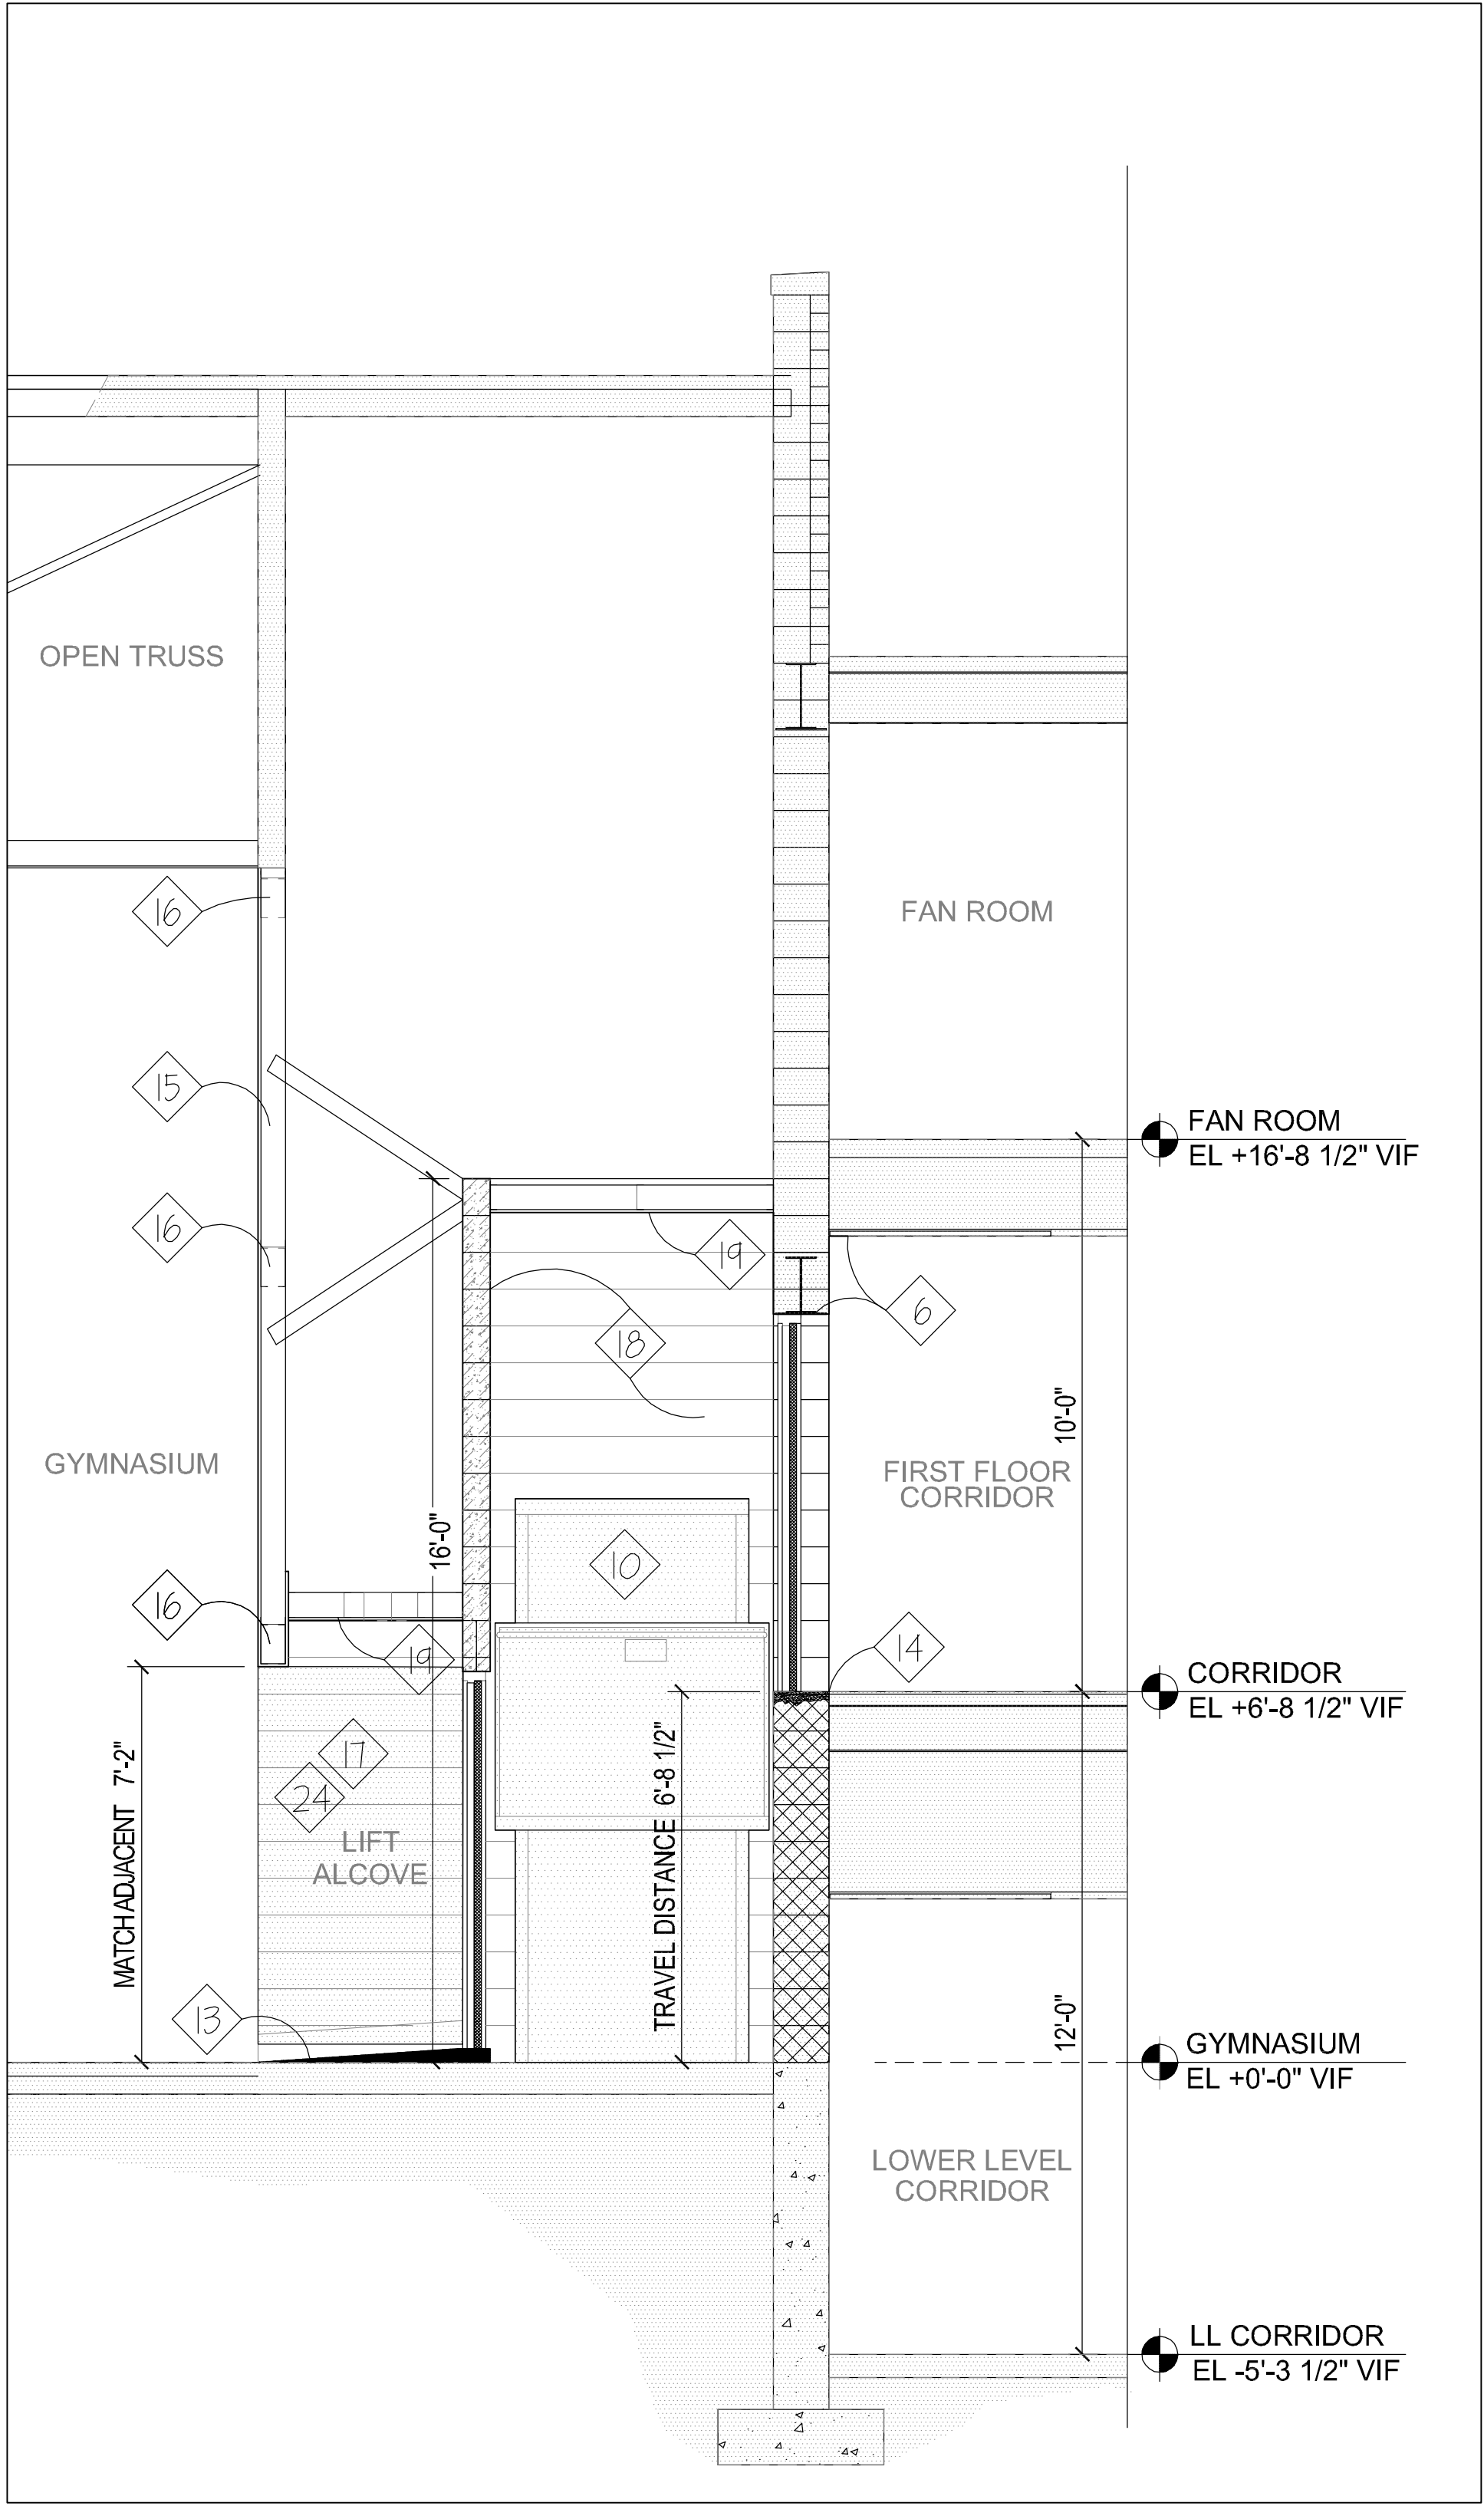 OPEN TRUSS
16
FAN ROOM
15
FAN ROOM
EL +16'-8 1/2" VIF
16
19
6
18
10'-0"
GYMNASIUM
FIRST FLOOR
CORRIDOR
16'-0"
10
16
19
14
CORRIDOR
EL +6'-8 1/2" VIF
17
24
MATCH ADJACENT 7'-2"
TRAVEL DISTANCE 6'-8 1/2"
LIFT
ALCOVE
13
12'-0"
GYMNASIUM
EL +0'-0" VIF
LOWER LEVEL
CORRIDOR
LL CORRIDOR
EL -5'-3 1/2" VIF